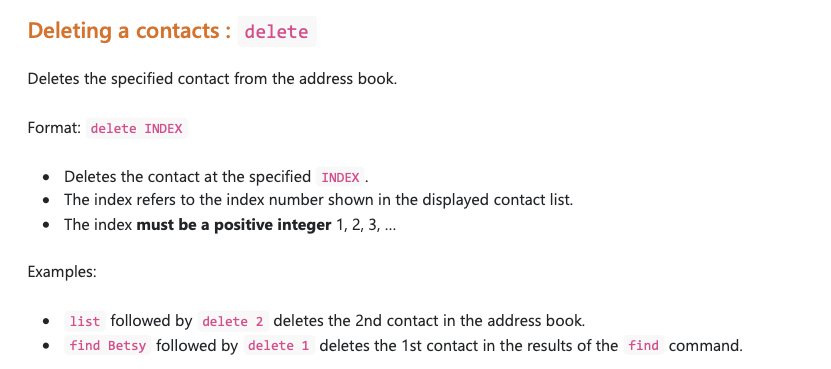 Deleting a contacts : delete
Deletes the specified contact from the address book.
Format: delete INDEX
• Deletes the contact at the specified INDEX .
• The index refers to the index number shown in the displayed contact list.
• The index must be a positive integer 1, 2, 3, …
Examples:
• list followed by delete 2 deletes the 2nd contact in the address book.
• find Betsy followed by delete 1 deletes the 1st contact in the results of the find command.